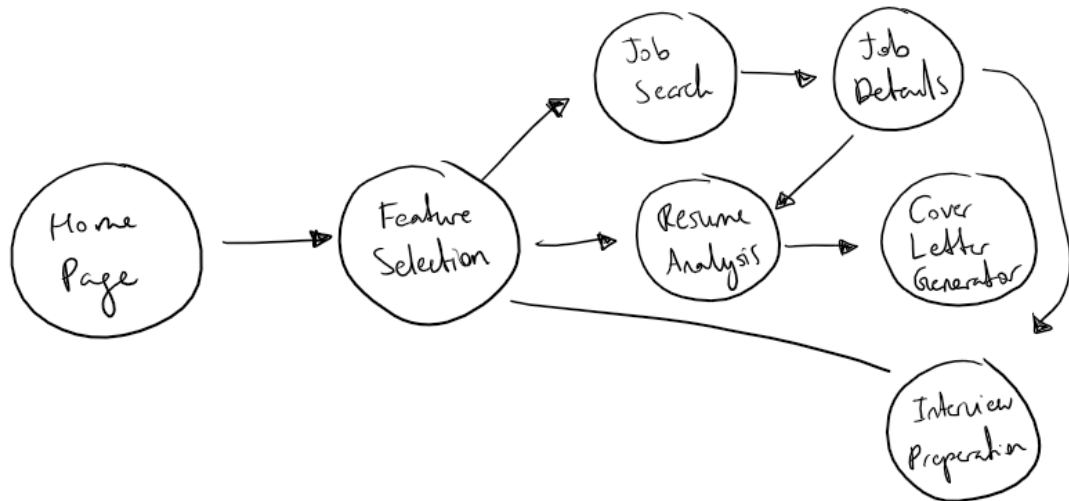 Home
Page
Feature
Selection
Job
Search
Job
Details
Resume
Analysis
Cover
Letter
Generator
Interview
Preparation